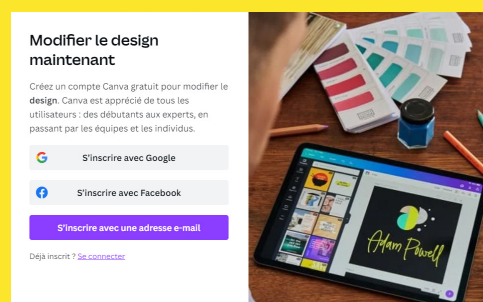 Modifier le design
maintenant
Créez un compte Canva gratuit pour modifier le
design. Canva est apprécié de tous les
utilisateurs : des débutants aux experts, en
passant par les équipes et les individus.
S'inscrire avec Google
S'inscrire avec Facebook
S'inscrire avec une adresse e-mail
Déjà inscrit ? Se connecter
Adam Powell